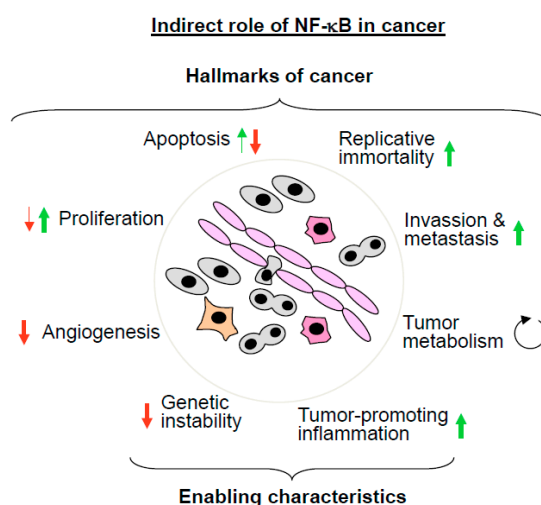 Indirect role of NF-κB in cancer
Hallmarks of cancer
Apoptosis
Replicative
immortality
Proliferation
Invassion &
metastasis
Angiogenesis
Tumor
metabolism
Genetic
instability
Tumor-promoting
inflammation
Enabling characteristics